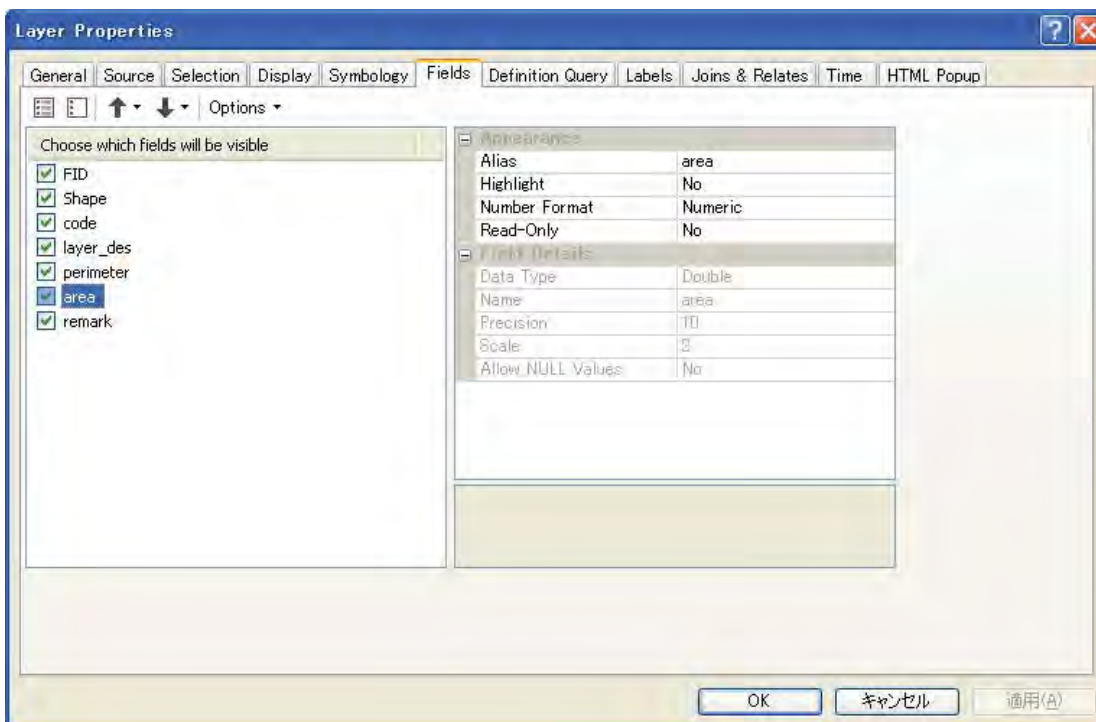 Layer Properties
General Source Selection Display Symbology Fields Definition Query Labels Joins & Relates Time HTML Popup
Options
Choose which fields will be visible
FID
Shape
code
layer_des
perimeter
area
remark
Appearance
Alias area
Highlight No
Number Format Numeric
Read-Only No
Field Details
Data Type Double
Name area
Precision 10
Scale
Allow NULL Values No
OK キャンセル 適用(A)